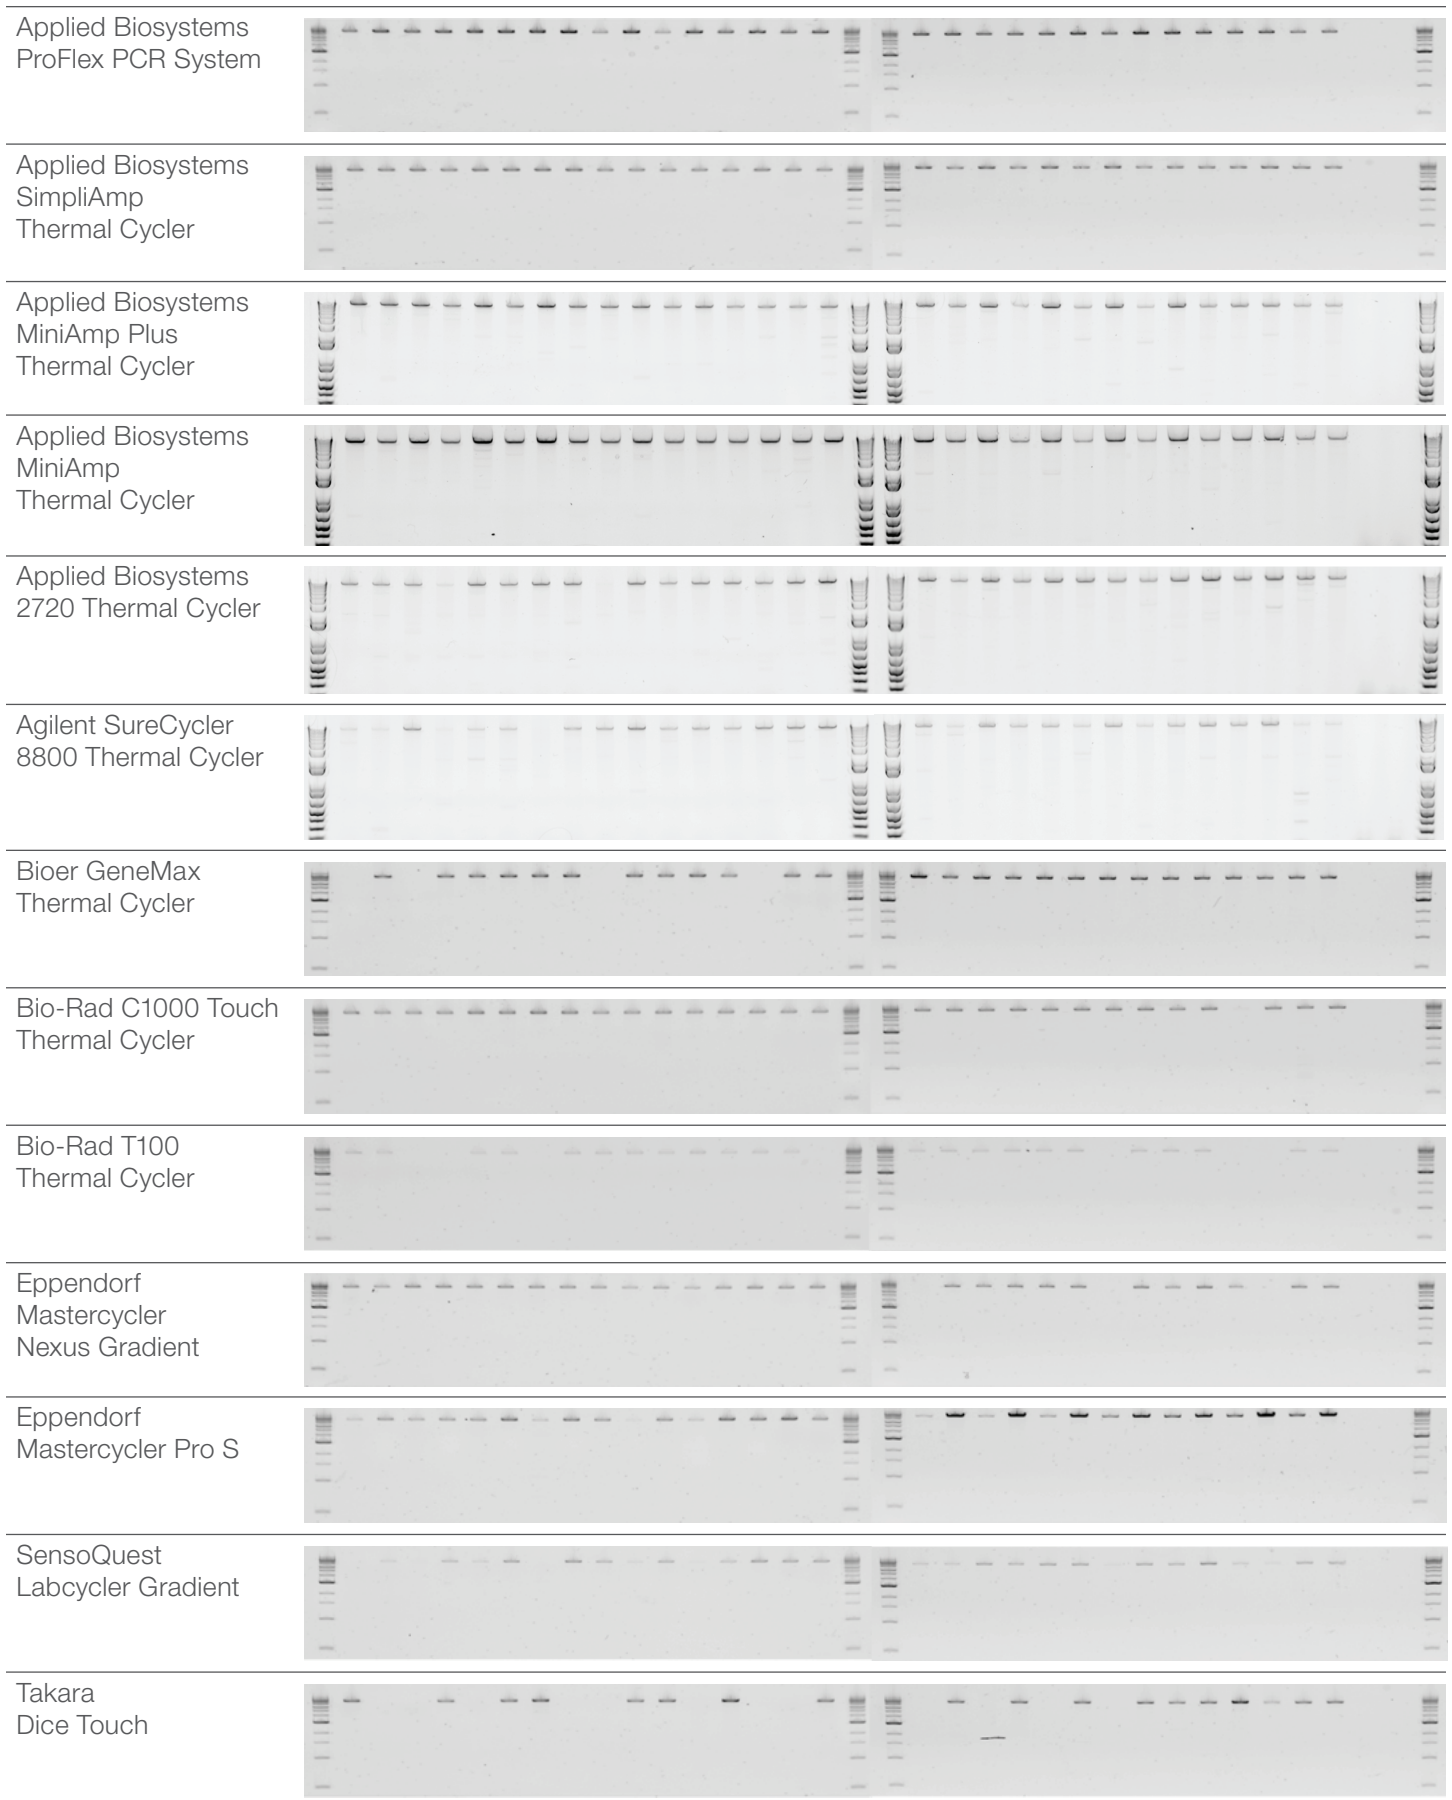 Applied Biosystems
ProFlex PCR System
Applied Biosystems
SimpliAmp
Thermal Cycler
Applied Biosystems
MiniAmp Plus
Thermal Cycler
Applied Biosystems
MiniAmp
Thermal Cycler
Applied Biosystems
2720 Thermal Cycler
Agilent SureCycler
8800 Thermal Cycler
Bioer GeneMax
Thermal Cycler
Bio-Rad C1000 Touch
Thermal Cycler
Bio-Rad T100
Thermal Cycler
Eppendorf
Mastercycler
Nexus Gradient
Eppendorf
Mastercycler Pro S
SensoQuest
Labcycler Gradient
Takara
Dice Touch